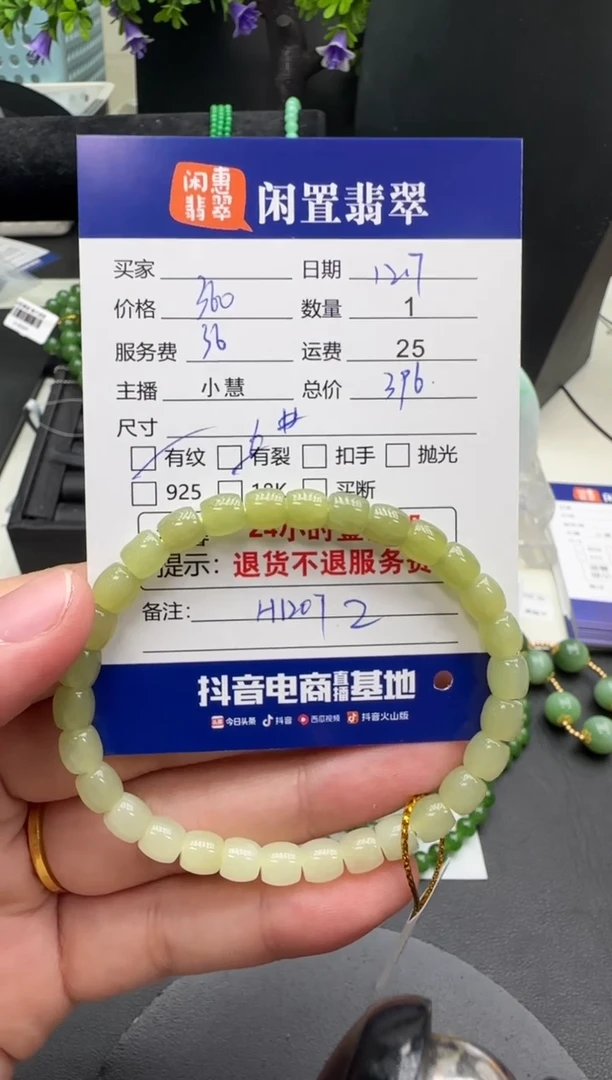 闲惠
翡翠
闲置翡翠
买家 日期 12.7
价格 360 数量 1
服务费 36 运费 25
主播 小慧 总价 396.
尺寸 6#
有纹 有裂 扣手 抛光
925 18K 买断
24小时
提示：退货不退服务费
备注： H1207 2
抖音电商直播基地
今日头条 抖音 西瓜视频 抖音火山版